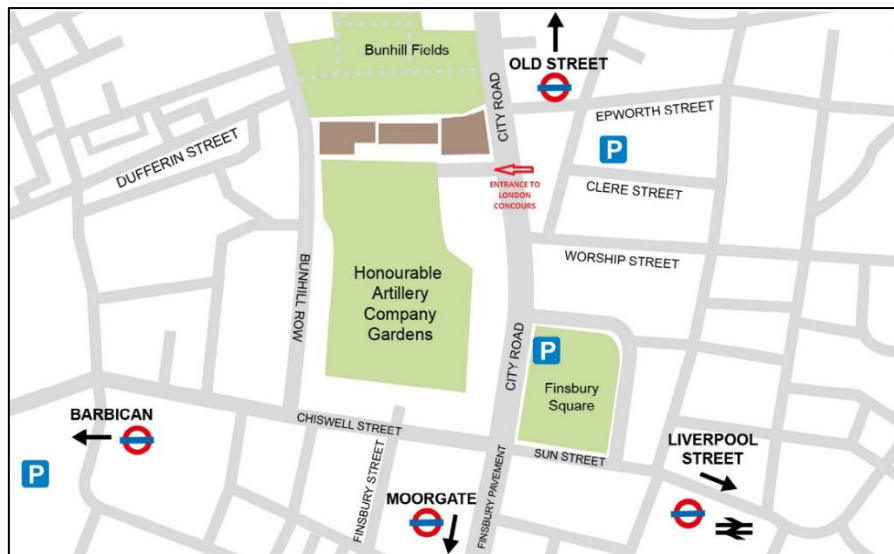 Bunhill Fields
OLD STREET
CITY ROAD
EPWORTH STREET
DUFFERIN STREET
P
ENTRANCE TO
LONDON
CONCOURS
CLERE STREET
BUNHILL ROW
WORSHIP STREET
Honourable
Artillery
Company
Gardens
CITY ROAD
P
Finsbury
Square
BARBICAN
CHISWELL STREET
SUN STREET
LIVERPOOL
STREET
P
FINSBURY STREET
MOORGATE
FINSBURY PAVEMENT